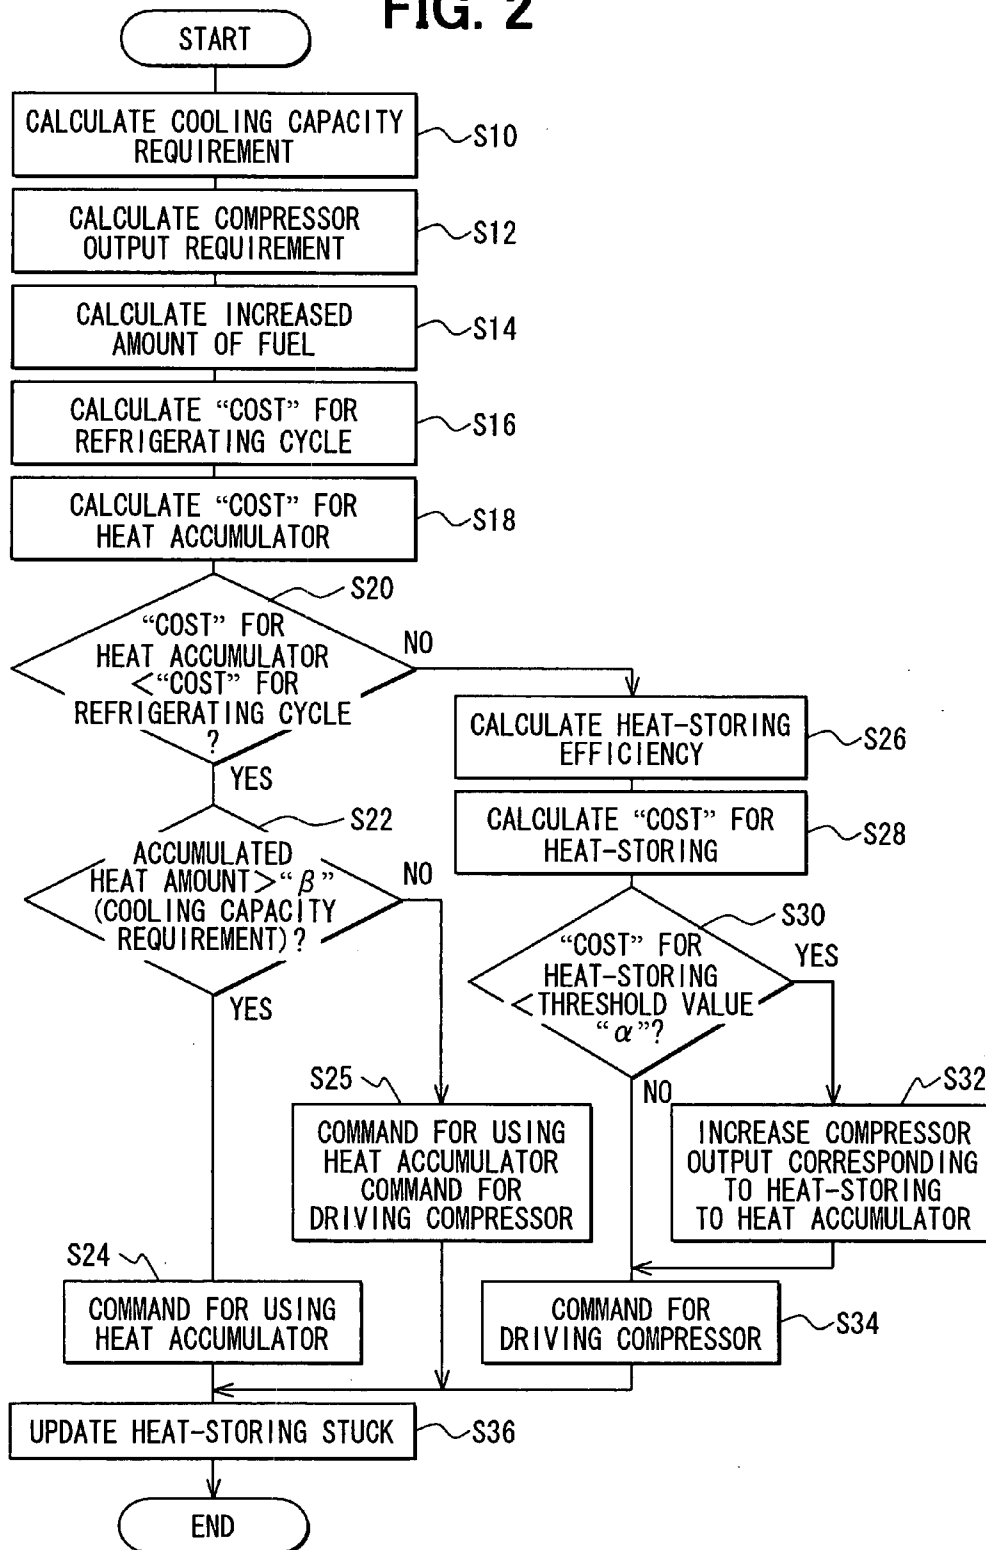 FIG. 2
START
CALCULATE COOLING CAPACITY
REQUIREMENT
S10
CALCULATE COMPRESSOR
OUTPUT REQUIREMENT
S12
CALCULATE INCREASED
AMOUNT OF FUEL
S14
CALCULATE “COST” FOR
REFRIGERATING CYCLE
S16
CALCULATE “COST” FOR
HEAT ACCUMULATOR
S18
S20
“COST” FOR
HEAT ACCUMULATOR
<“COST” FOR
REFRIGERATING CYCLE
?
NO
YES
S22
ACCUMULATED
HEAT AMOUNT>“β”
(COOLING CAPACITY
REQUIREMENT)?
NO
YES
CALCULATE HEAT-STORING
EFFICIENCY
S26
CALCULATE “COST” FOR
HEAT-STORING
S28
S30
“COST” FOR
HEAT-STORING
<THRESHOLD VALUE
“α”?
YES
NO
S25
COMMAND FOR USING
HEAT ACCUMULATOR
COMMAND FOR
DRIVING COMPRESSOR
S32
INCREASE COMPRESSOR
OUTPUT CORRESPONDING
TO HEAT-STORING
TO HEAT ACCUMULATOR
S24
COMMAND FOR USING
HEAT ACCUMULATOR
COMMAND FOR
DRIVING COMPRESSOR
S34
UPDATE HEAT-STORING STUCK
S36
END